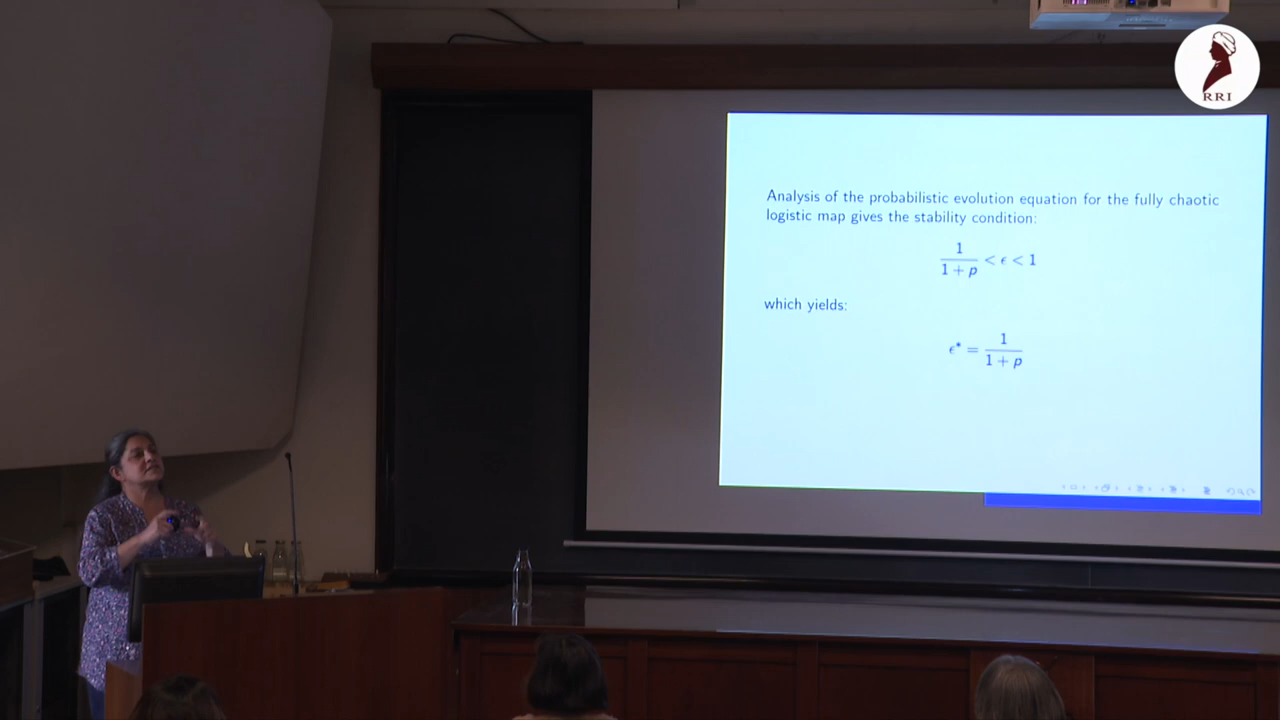 RRI
Analysis of the probabilistic evolution equation for the fully chaotic
logistic map gives the stability condition:
1/(1 + p) < ϵ < 1
which yields:
ϵ* = 1/(1 + p)